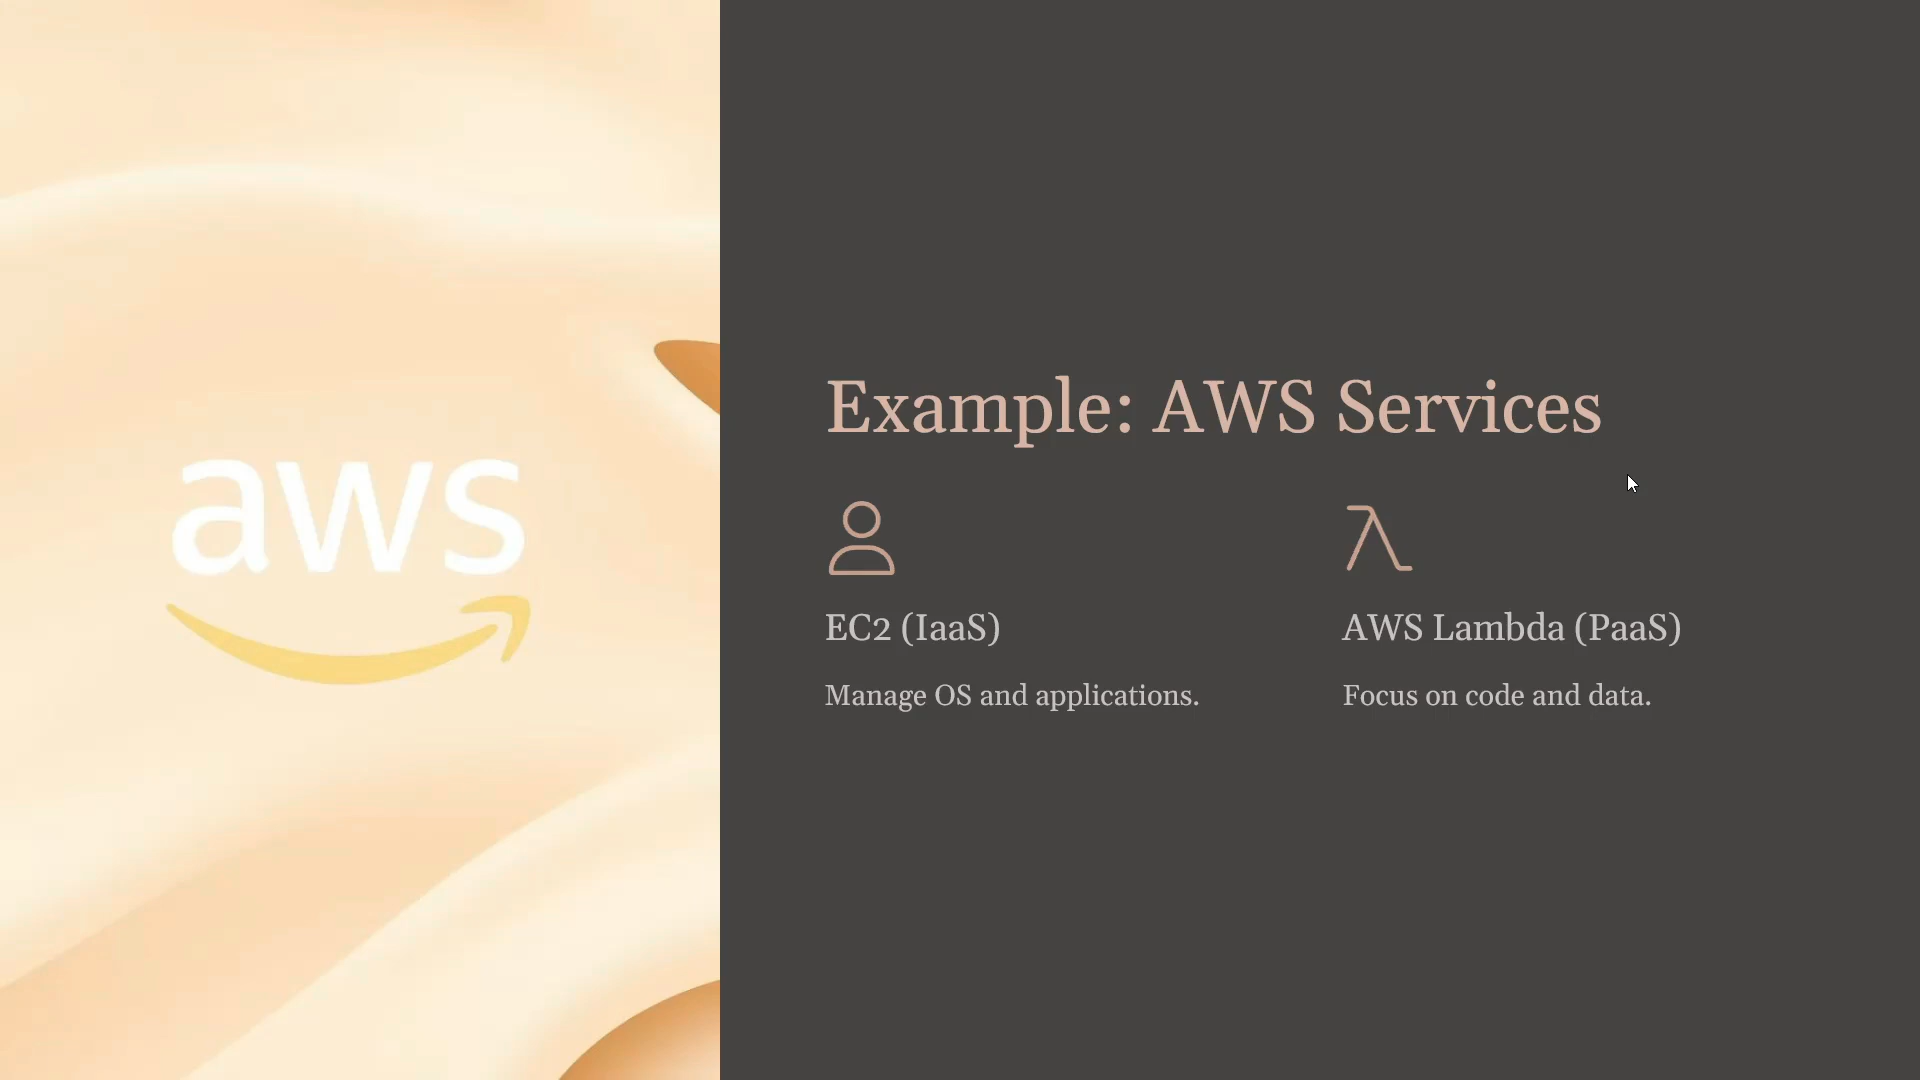 aws
Example: AWS Services
EC2 (IaaS)
Manage OS and applications.
AWS Lambda (PaaS)
Focus on code and data.